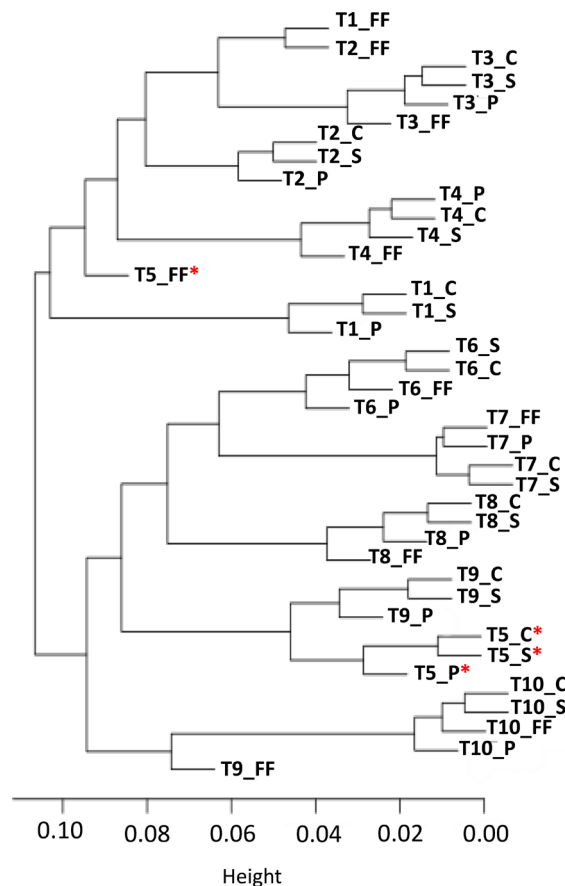 T1_FF
T2_FF
T3_C
T3_S
T3_P
T3_FF
T2_C
T2_S
T2_P
T4_P
T4_C
T4_S
T4_FF
T5_FF*
T1_C
T1_S
T1_P
T6_S
T6_C
T6_FF
T6_P
T7_FF
T7_P
T7_C
T7_S
T8_C
T8_S
T8_P
T8_FF
T9_C
T9_S
T9_P
T5_C*
T5_S*
T5_P*
T10_C
T10_S
T10_FF
T10_P
T9_FF
0.10 0.08 0.06 0.04 0.02 0.00
Height